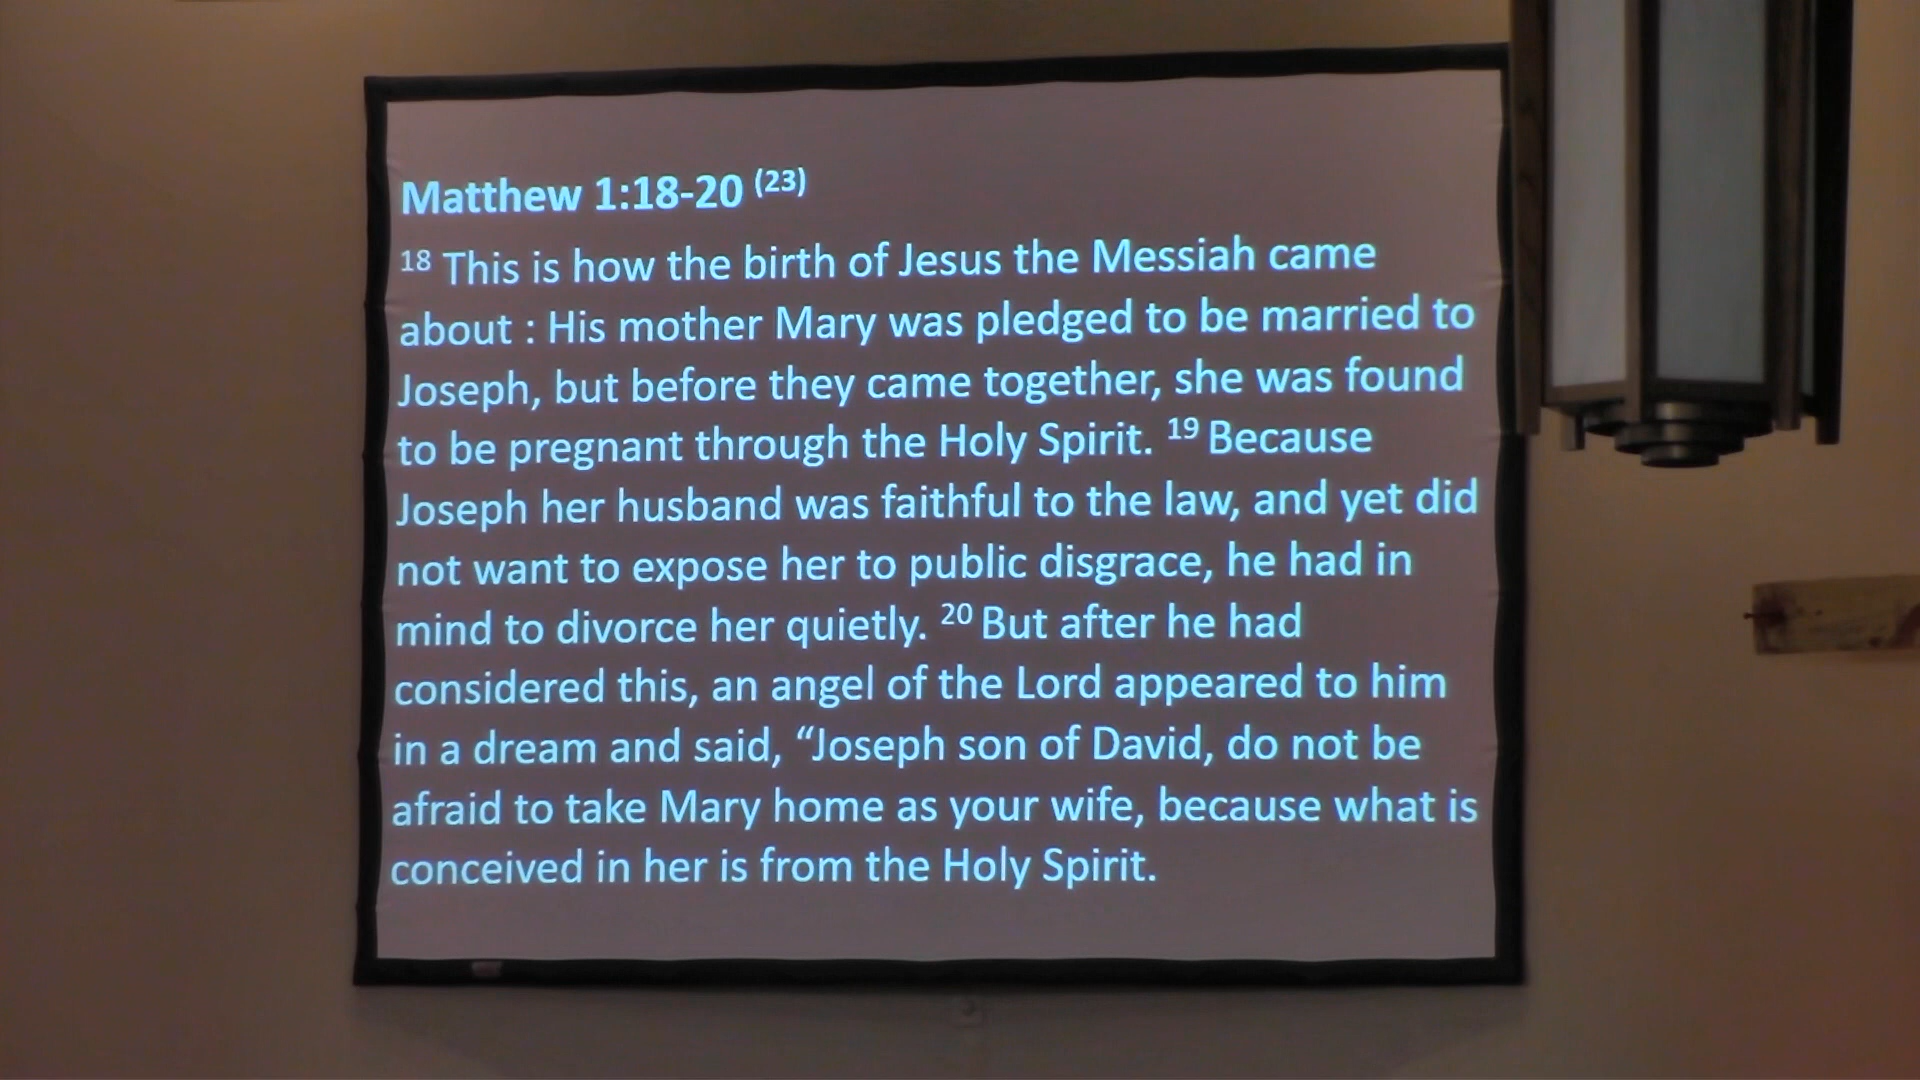 Matthew 1:18-20 (23)
18 This is how the birth of Jesus the Messiah came
about : His mother Mary was pledged to be married to
Joseph, but before they came together, she was found
to be pregnant through the Holy Spirit. 19 Because
Joseph her husband was faithful to the law, and yet did
not want to expose her to public disgrace, he had in
mind to divorce her quietly. 20 But after he had
considered this, an angel of the Lord appeared to him
in a dream and said, “Joseph son of David, do not be
afraid to take Mary home as your wife, because what is
conceived in her is from the Holy Spirit.